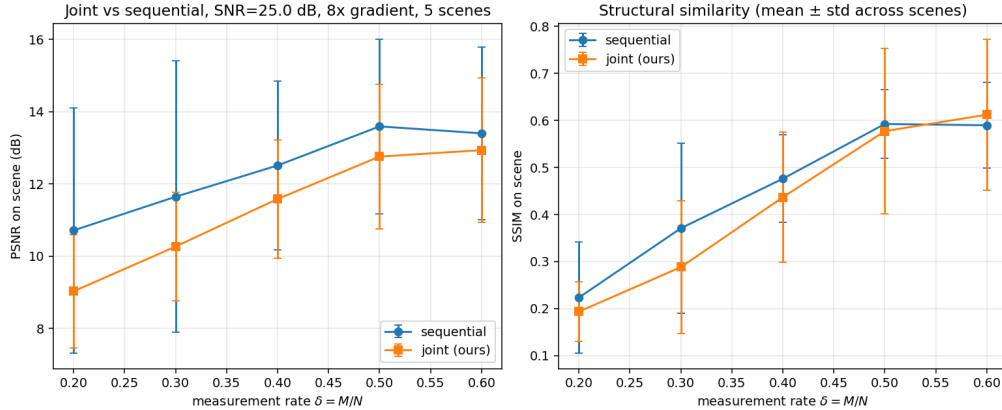 Joint vs sequential, SNR=25.0 dB, 8x gradient, 5 scenes
PSNR on scene (dB)
16
14
12
10
8
sequential
joint (ours)
0.20 0.25 0.30 0.35 0.40 0.45 0.50 0.55 0.60
measurement rate δ = M/N
Structural similarity (mean ± std across scenes)
SSIM on scene
0.8
0.7
0.6
0.5
0.4
0.3
0.2
0.1
sequential
joint (ours)
0.20 0.25 0.30 0.35 0.40 0.45 0.50 0.55 0.60
measurement rate δ = M/N